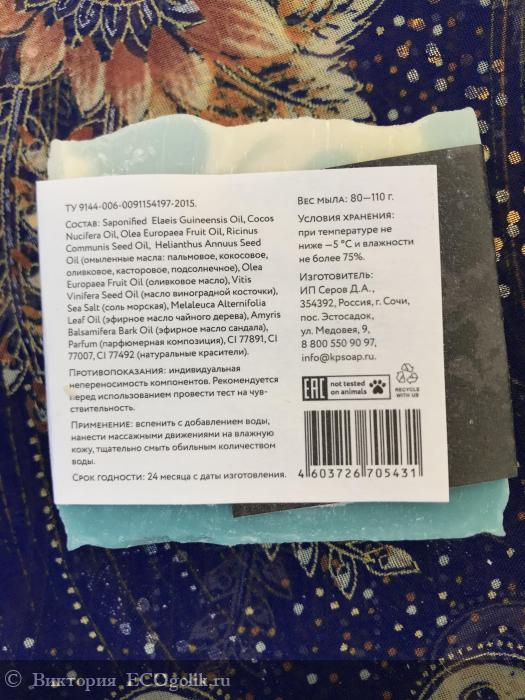 ТУ 9144-006-0091154197-2015.
Состав: Saponified Elaeis Guineensis Oil, Cocos
Nucifera Oil, Olea Europaea Fruit Oil, Ricinus
Communis Seed Oil, Helianthus Annuus Seed
Oil (омыленные масла: пальмовое, кокосовое,
оливковое, касторовое, подсолнечное), Olea
Europaea Fruit Oil (оливковое масло), Vitis
Vinifera Seed Oil (масло виноградной косточки),
Sea Salt (соль морская), Melaleuca Alternifolia
Leaf Oil (эфирное масло чайного дерева), Amyris
Balsamifera Bark Oil (эфирное масло сандала),
Parfum (парфюмерная композиция), CI 77891, CI
77007, CI 77492 (натуральные красители).
Противопоказания: индивидуальная
непереносимость компонентов. Рекомендуется
перед использованием провести тест на чув-
ствительность.
Применение: вспенить с добавлением воды,
нанести массажными движениями на влажную
кожу, тщательно смыть обильным количеством
воды.
Срок годности: 24 месяца с даты изготовления.
Вес мыла: 80—110 г.
Условия хранения:
при температуре не
ниже —5 °С и влажности
не более 75%.
Изготовитель:
ИП Серов Д.А.,
354392, Россия, г. Сочи,
пос. Эстосадок,
ул. Медовея, 9,
8 800 550 90 97,
info@kpsoap.ru.
EAC not tested
on animals
RECYCLE
WITH US
4 603726 705431
© Виктория ECOgolik.ru